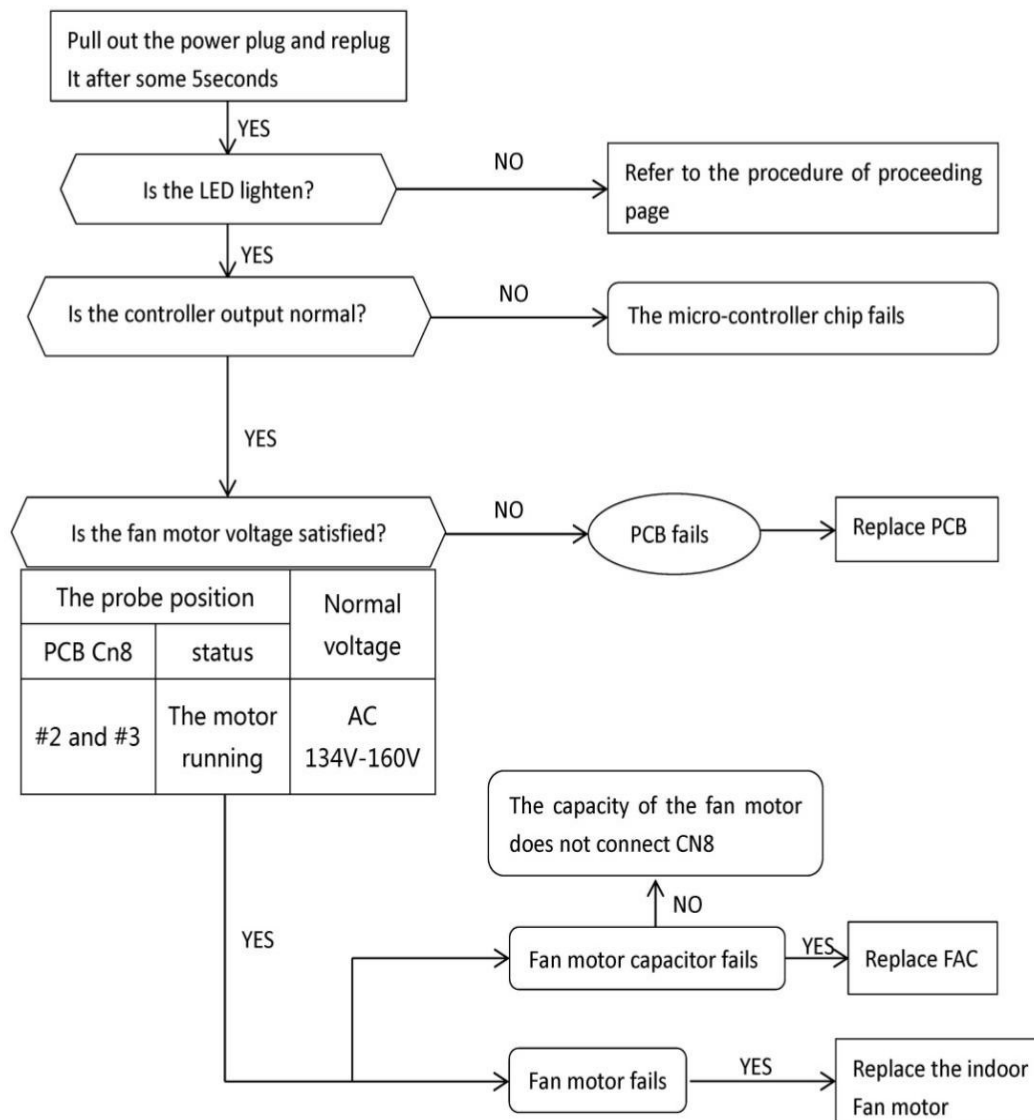 Pull out the power plug and replug
It after some 5seconds
YES
Is the LED lighten?
NO
Refer to the procedure of proceeding
page
YES
Is the controller output normal?
NO
The micro-controller chip fails
YES
Is the fan motor voltage satisfied?
NO
PCB fails
Replace PCB
The probe position
Normal
voltage
PCB Cn8
status
#2 and #3
The motor
running
AC
134V-160V
The capacity of the fan motor
does not connect CN8
NO
YES
Fan motor capacitor fails
YES
Replace FAC
Fan motor fails
YES
Replace the indoor
Fan motor